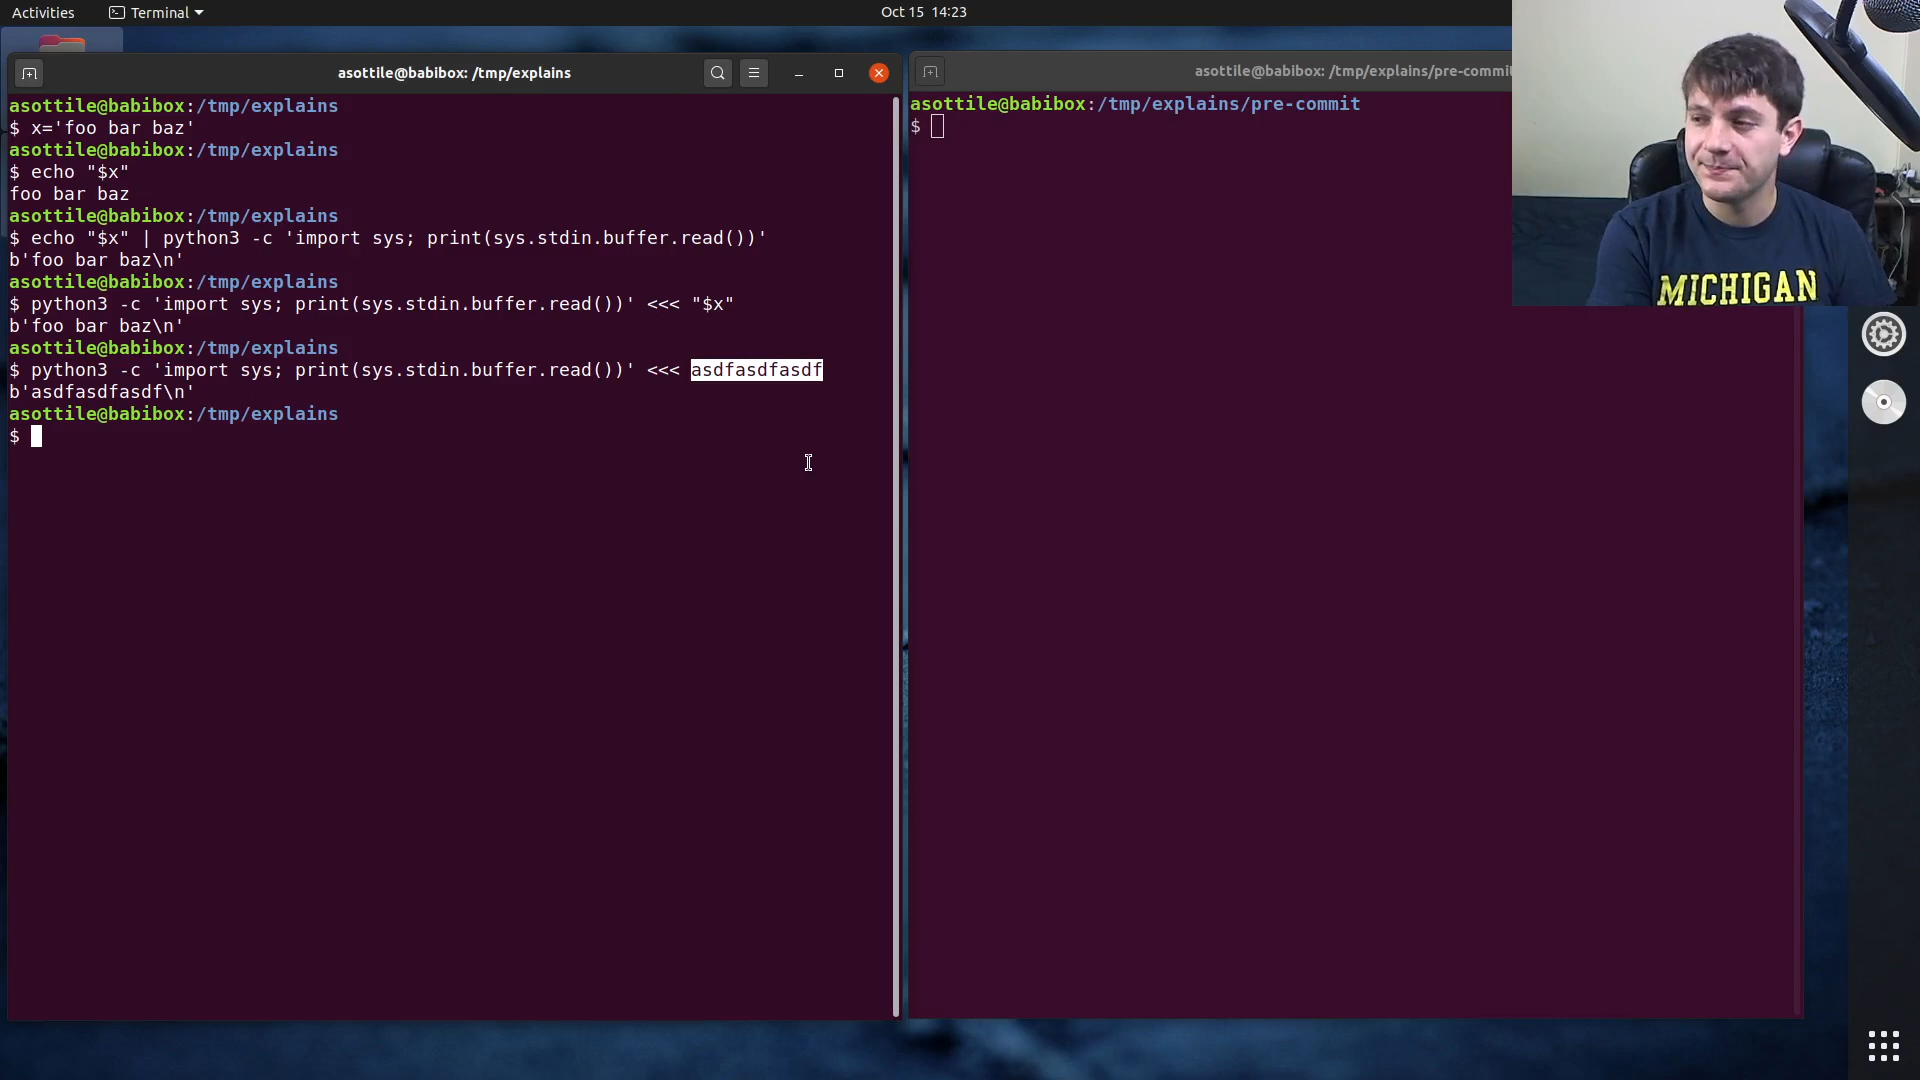 Activities Terminal Oct 15 14:23
asottile@babibox: /tmp/explains
asottile@babibox:/tmp/explains
$ x='foo bar baz'
asottile@babibox:/tmp/explains
$ echo "$x"
foo bar baz
asottile@babibox:/tmp/explains
$ echo "$x" | python3 -c 'import sys; print(sys.stdin.buffer.read())'
b'foo bar baz\n'
asottile@babibox:/tmp/explains
$ python3 -c 'import sys; print(sys.stdin.buffer.read())' <<< "$x"
b'foo bar baz\n'
asottile@babibox:/tmp/explains
$ python3 -c 'import sys; print(sys.stdin.buffer.read())' <<< asdfasdfasdf
b'asdfasdfasdf\n'
asottile@babibox:/tmp/explains
$
asottile@babibox: /tmp/explains/pre-commit
asottile@babibox:/tmp/explains/pre-commit
$
MICHIGAN